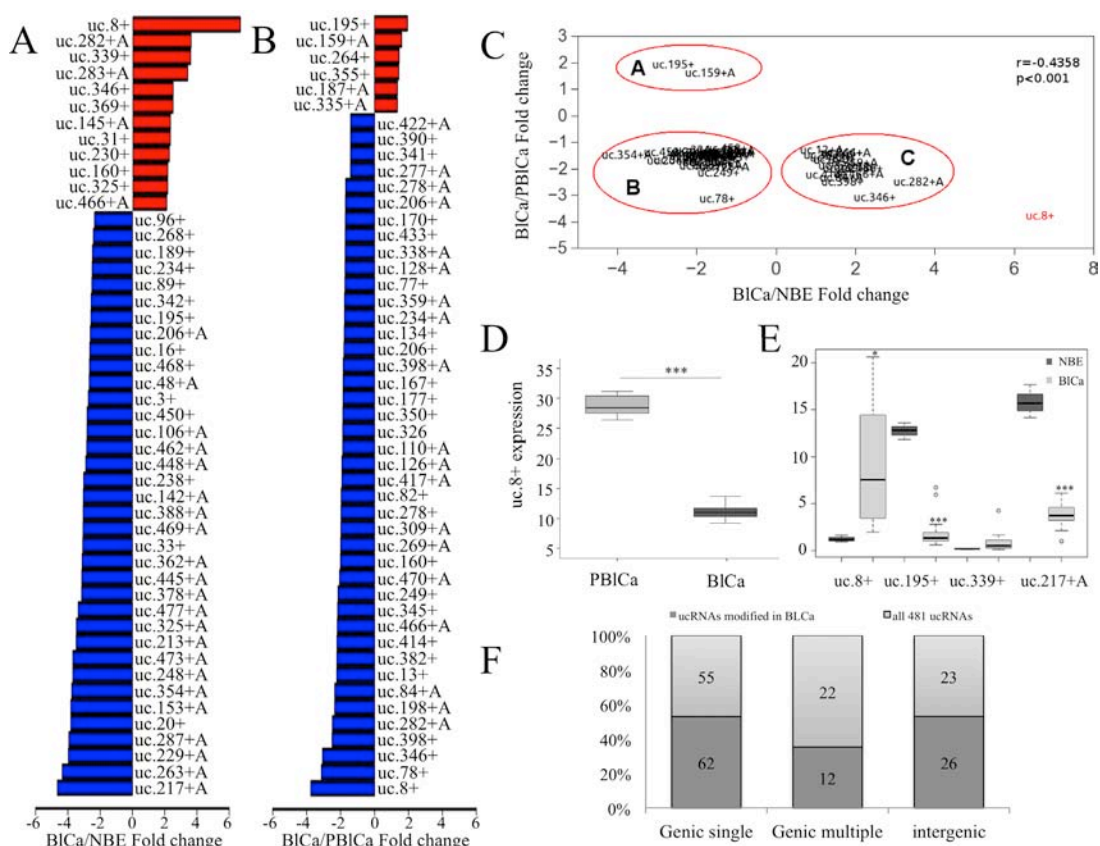 A
uc.8+
uc.282+A
uc.339+
uc.283+A
uc.346+
uc.369+
uc.145+A
uc.31+
uc.230+
uc.160+
uc.325+
uc.466+A
uc.96+
uc.268+
uc.189+
uc.234+
uc.89+
uc.342+
uc.195+
uc.206+A
uc.16+
uc.468+
uc.48+A
uc.3+
uc.450+
uc.106+A
uc.462+A
uc.448+A
uc.238+
uc.142+A
uc.388+A
uc.469+A
uc.33+
uc.362+A
uc.445+A
uc.378+A
uc.477+A
uc.325+A
uc.213+A
uc.473+A
uc.248+A
uc.354+A
uc.153+A
uc.20+
uc.287+A
uc.229+A
uc.263+A
uc.217+A
-6 -4 -2 0 2 4 6
BlCa/NBE Fold change
B
uc.195+
uc.159+A
uc.264+
uc.355+
uc.187+A
uc.335+A
uc.422+A
uc.390+
uc.341+
uc.277+A
uc.278+A
uc.206+A
uc.170+
uc.433+
uc.338+A
uc.128+A
uc.77+
uc.359+A
uc.234+A
uc.134+
uc.206+
uc.398+A
uc.167+
uc.177+
uc.350+
uc.326
uc.110+A
uc.126+A
uc.417+A
uc.82+
uc.278+
uc.309+A
uc.269+A
uc.160+
uc.470+A
uc.249+
uc.345+
uc.466+A
uc.414+
uc.382+
uc.13+
uc.84+A
uc.198+A
uc.282+A
uc.398+
uc.346+
uc.78+
uc.8+
-6 -4 -2 0 2 4 6
BlCa/PBlCa Fold change
C
BlCa/PBlCa Fold change
3
2
1
0
−1
−2
−3
−4
−5
r=-0.4358
p<0.001
A
uc.195+
uc.159+A
uc.354+A
uc.249+
B
uc.78+
C
uc.282+A
uc.346+
uc.8+
−4 −2 0 2 4 6 8
BlCa/NBE Fold change
D
uc.8+ expression
35
30
25
20
15
10
5
***
PBlCa BlCa
E
20
15
10
5
0
NBE
BlCa
*
***
***
uc.8+ uc.195+ uc.339+ uc.217+A
F
ucRNAs modified in BLCa all 481 ucRNAs
100%
80%
60%
40%
20%
0%
55 22 23
62 12 26
Genic single Genic multiple intergenic